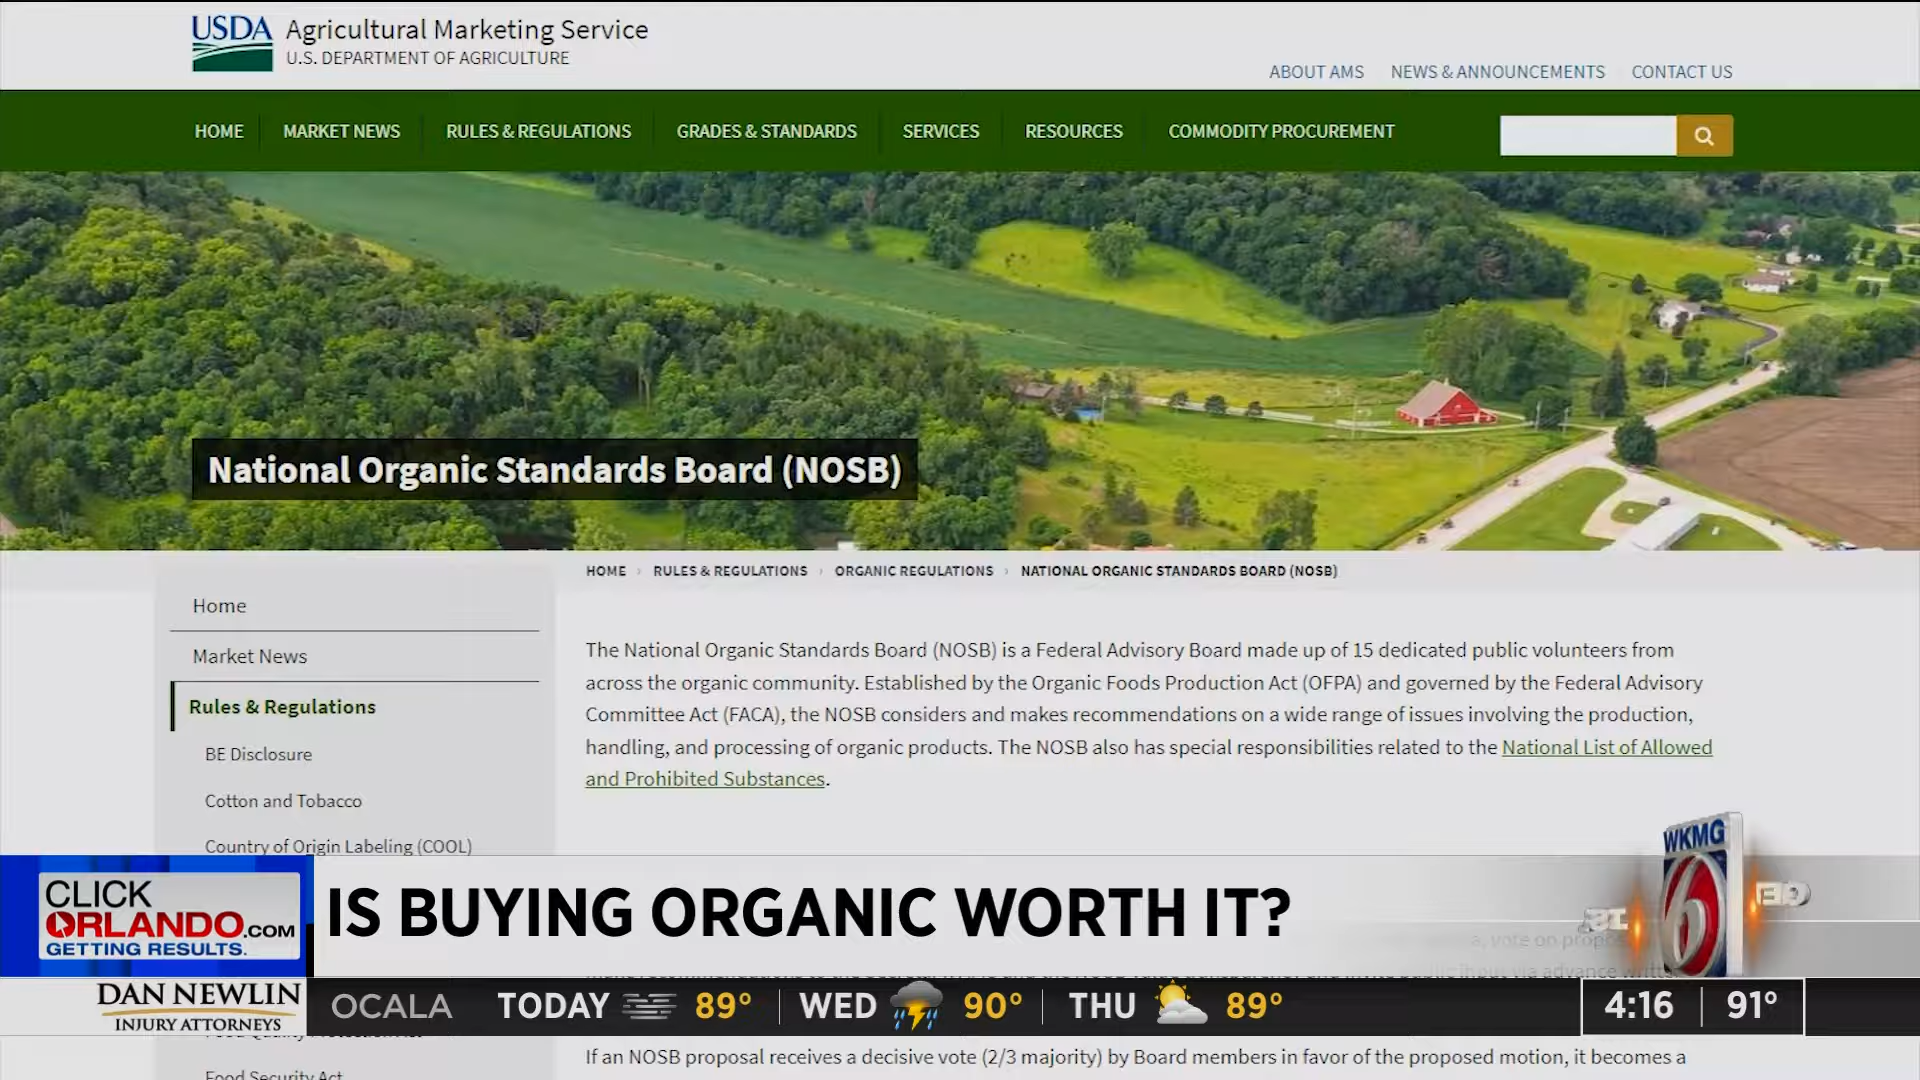 USDA
Agricultural Marketing Service
U.S. DEPARTMENT OF AGRICULTURE
ABOUT AMS
NEWS & ANNOUNCEMENTS
CONTACT US
HOME
MARKET NEWS
RULES & REGULATIONS
GRADES & STANDARDS
SERVICES
RESOURCES
COMMODITY PROCUREMENT
National Organic Standards Board (NOSB)
HOME › RULES & REGULATIONS › ORGANIC REGULATIONS › NATIONAL ORGANIC STANDARDS BOARD (NOSB)
Home
Market News
Rules & Regulations
BE Disclosure
Cotton and Tobacco
Country of Origin Labeling (COOL)
The National Organic Standards Board (NOSB) is a Federal Advisory Board made up of 15 dedicated public volunteers from
across the organic community. Established by the Organic Foods Production Act (OFPA) and governed by the Federal Advisory
Committee Act (FACA), the NOSB considers and makes recommendations on a wide range of issues involving the production,
handling, and processing of organic products. The NOSB also has special responsibilities related to the National List of Allowed
and Prohibited Substances.
CLICK
ORLANDO.COM
GETTING RESULTS.
IS BUYING ORGANIC WORTH IT?
WKMG
6
vote on
DAN NEWLIN
INJURY ATTORNEYS
OCALA
TODAY 89°
WED 90°
THU 89°
4:16
91°
Food Security Act
If an NOSB proposal receives a decisive vote (2/3 majority) by Board members in favor of the proposed motion, it becomes a